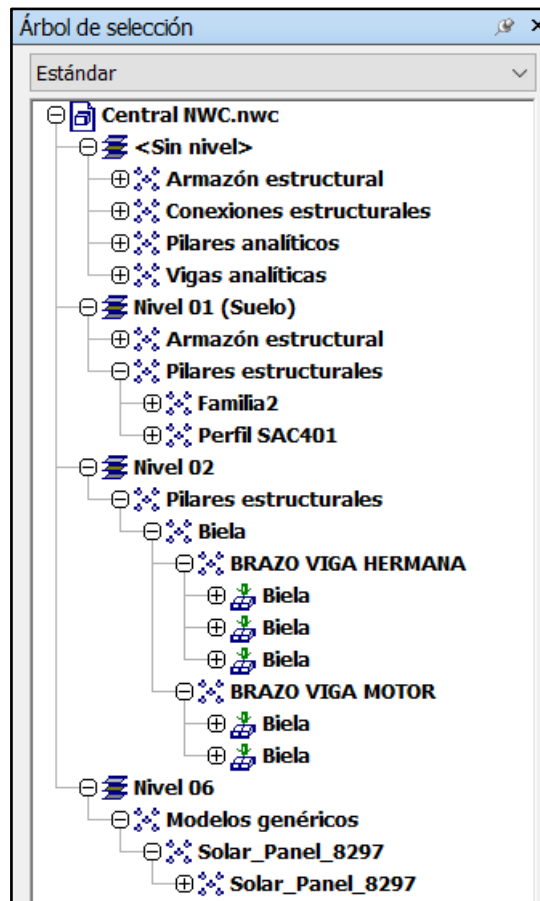 Árbol de selección
Estándar
Central NWC.nwc
<Sin nivel>
Armazón estructural
Conexiones estructurales
Pilares analíticos
Vigas analíticas
Nivel 01 (Suelo)
Armazón estructural
Pilares estructurales
Familia2
Perfil SAC401
Nivel 02
Pilares estructurales
Biela
BRAZO VIGA HERMANA
Biela
Biela
Biela
BRAZO VIGA MOTOR
Biela
Biela
Nivel 06
Modelos genéricos
Solar_Panel_8297
Solar_Panel_8297